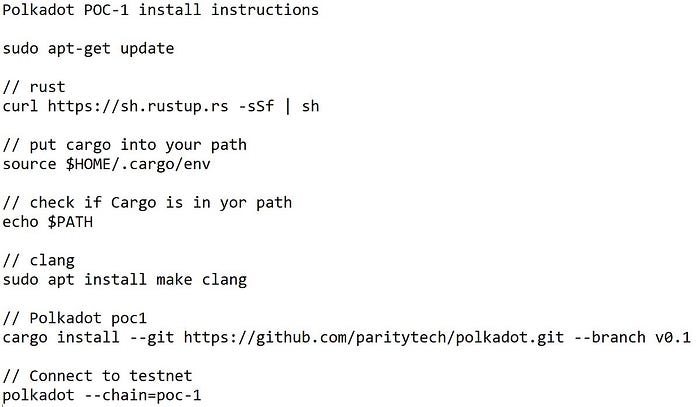 Polkadot POC-1 install instructions
sudo apt-get update
// rust
curl https://sh.rustup.rs -sSf | sh
// put cargo into your path
source $HOME/.cargo/env
// check if Cargo is in yor path
echo $PATH
// clang
sudo apt install make clang
// Polkadot poc1
cargo install --git https://github.com/paritytech/polkadot.git --branch v0.1
// Connect to testnet
polkadot --chain=poc-1